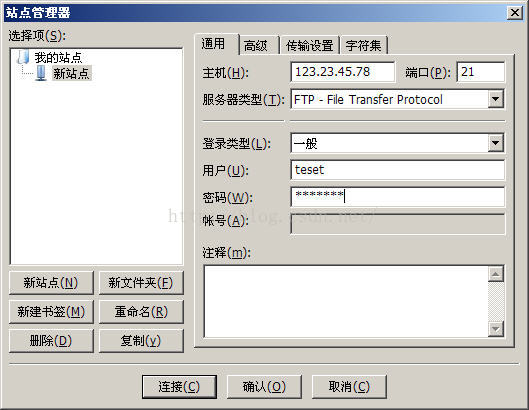 站点管理器
选择项(S):
我的站点
新站点
新站点(N) 新文件夹(F)
新建书签(M) 重命名(R)
删除(D) 复制(y)
通用 高级 传输设置 字符集
主机(H): 123.23.45.78 端口(P): 21
服务器类型(T): FTP - File Transfer Protocol
登录类型(L): 一般
用户(U): teset
密码(W): *******
帐号(A):
注释(m):
连接(C) 确认(O) 取消(C)